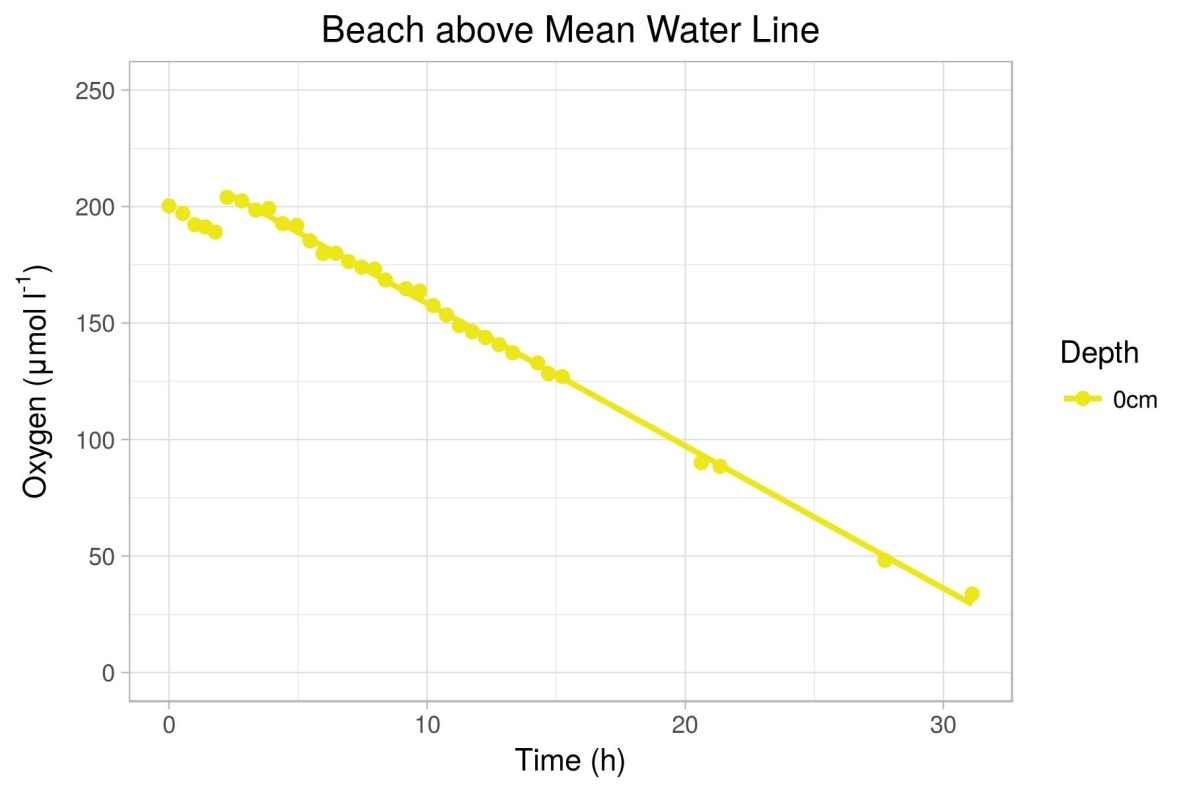 Beach above Mean Water Line
250
200
150
100
50
0
Oxygen (µmol l⁻¹)
0 10 20 30
Time (h)
Depth
0cm